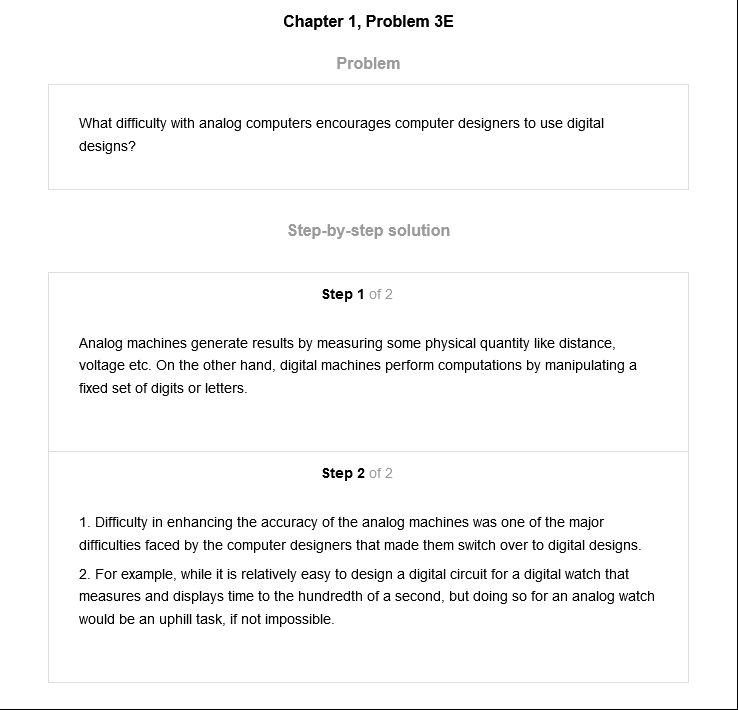 Chapter 1, Problem 3E
Problem
What difficulty with analog computers encourages computer designers to use digital
designs?
Step-by-step solution
Step 1 of 2
Analog machines generate results by measuring some physical quantity like distance,
voltage etc. On the other hand, digital machines perform computations by manipulating a
fixed set of digits or letters.
Step 2 of 2
1. Difficulty in enhancing the accuracy of the analog machines was one of the major
difficulties faced by the computer designers that made them switch over to digital designs.
2. For example, while it is relatively easy to design a digital circuit for a digital watch that
measures and displays time to the hundredth of a second, but doing so for an analog watch
would be an uphill task, if not impossible.